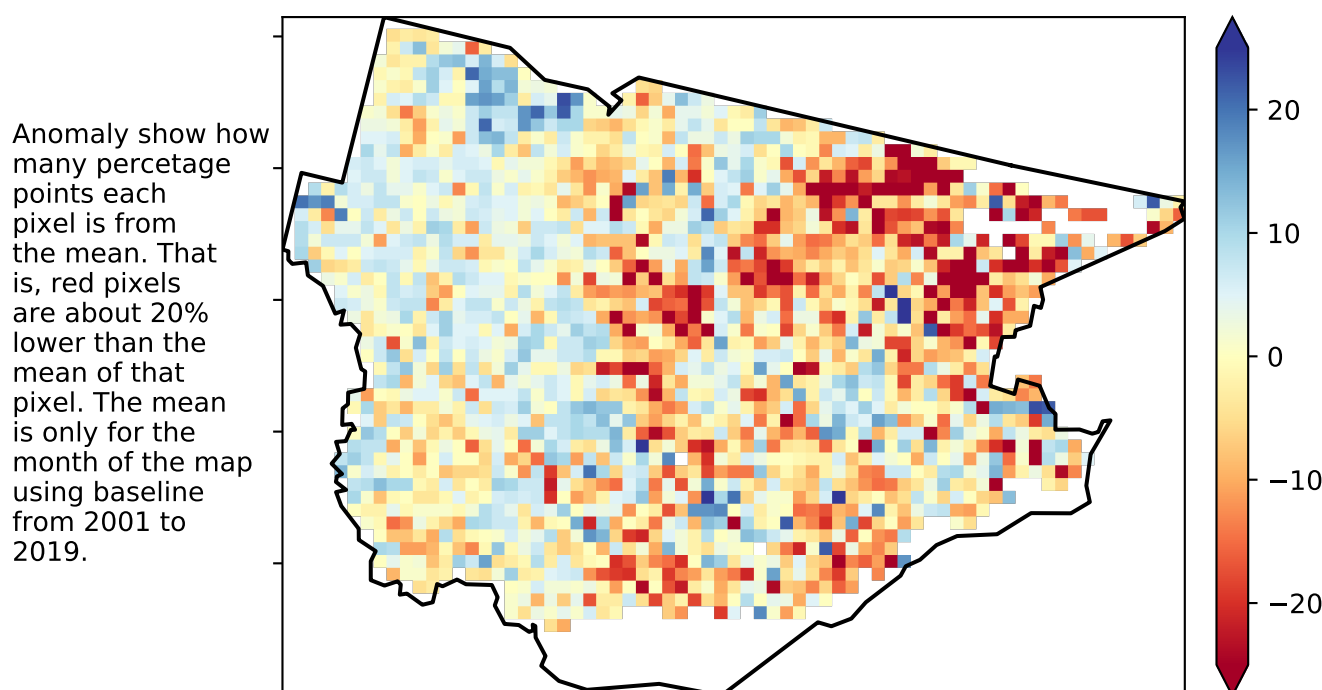 Anomaly show how
many percetage
points each
pixel is from
the mean. That
is, red pixels
are about 20%
lower than the
mean of that
pixel. The mean
is only for the
month of the map
using baseline
from 2001 to
2019.
20
10
0
−10
−20